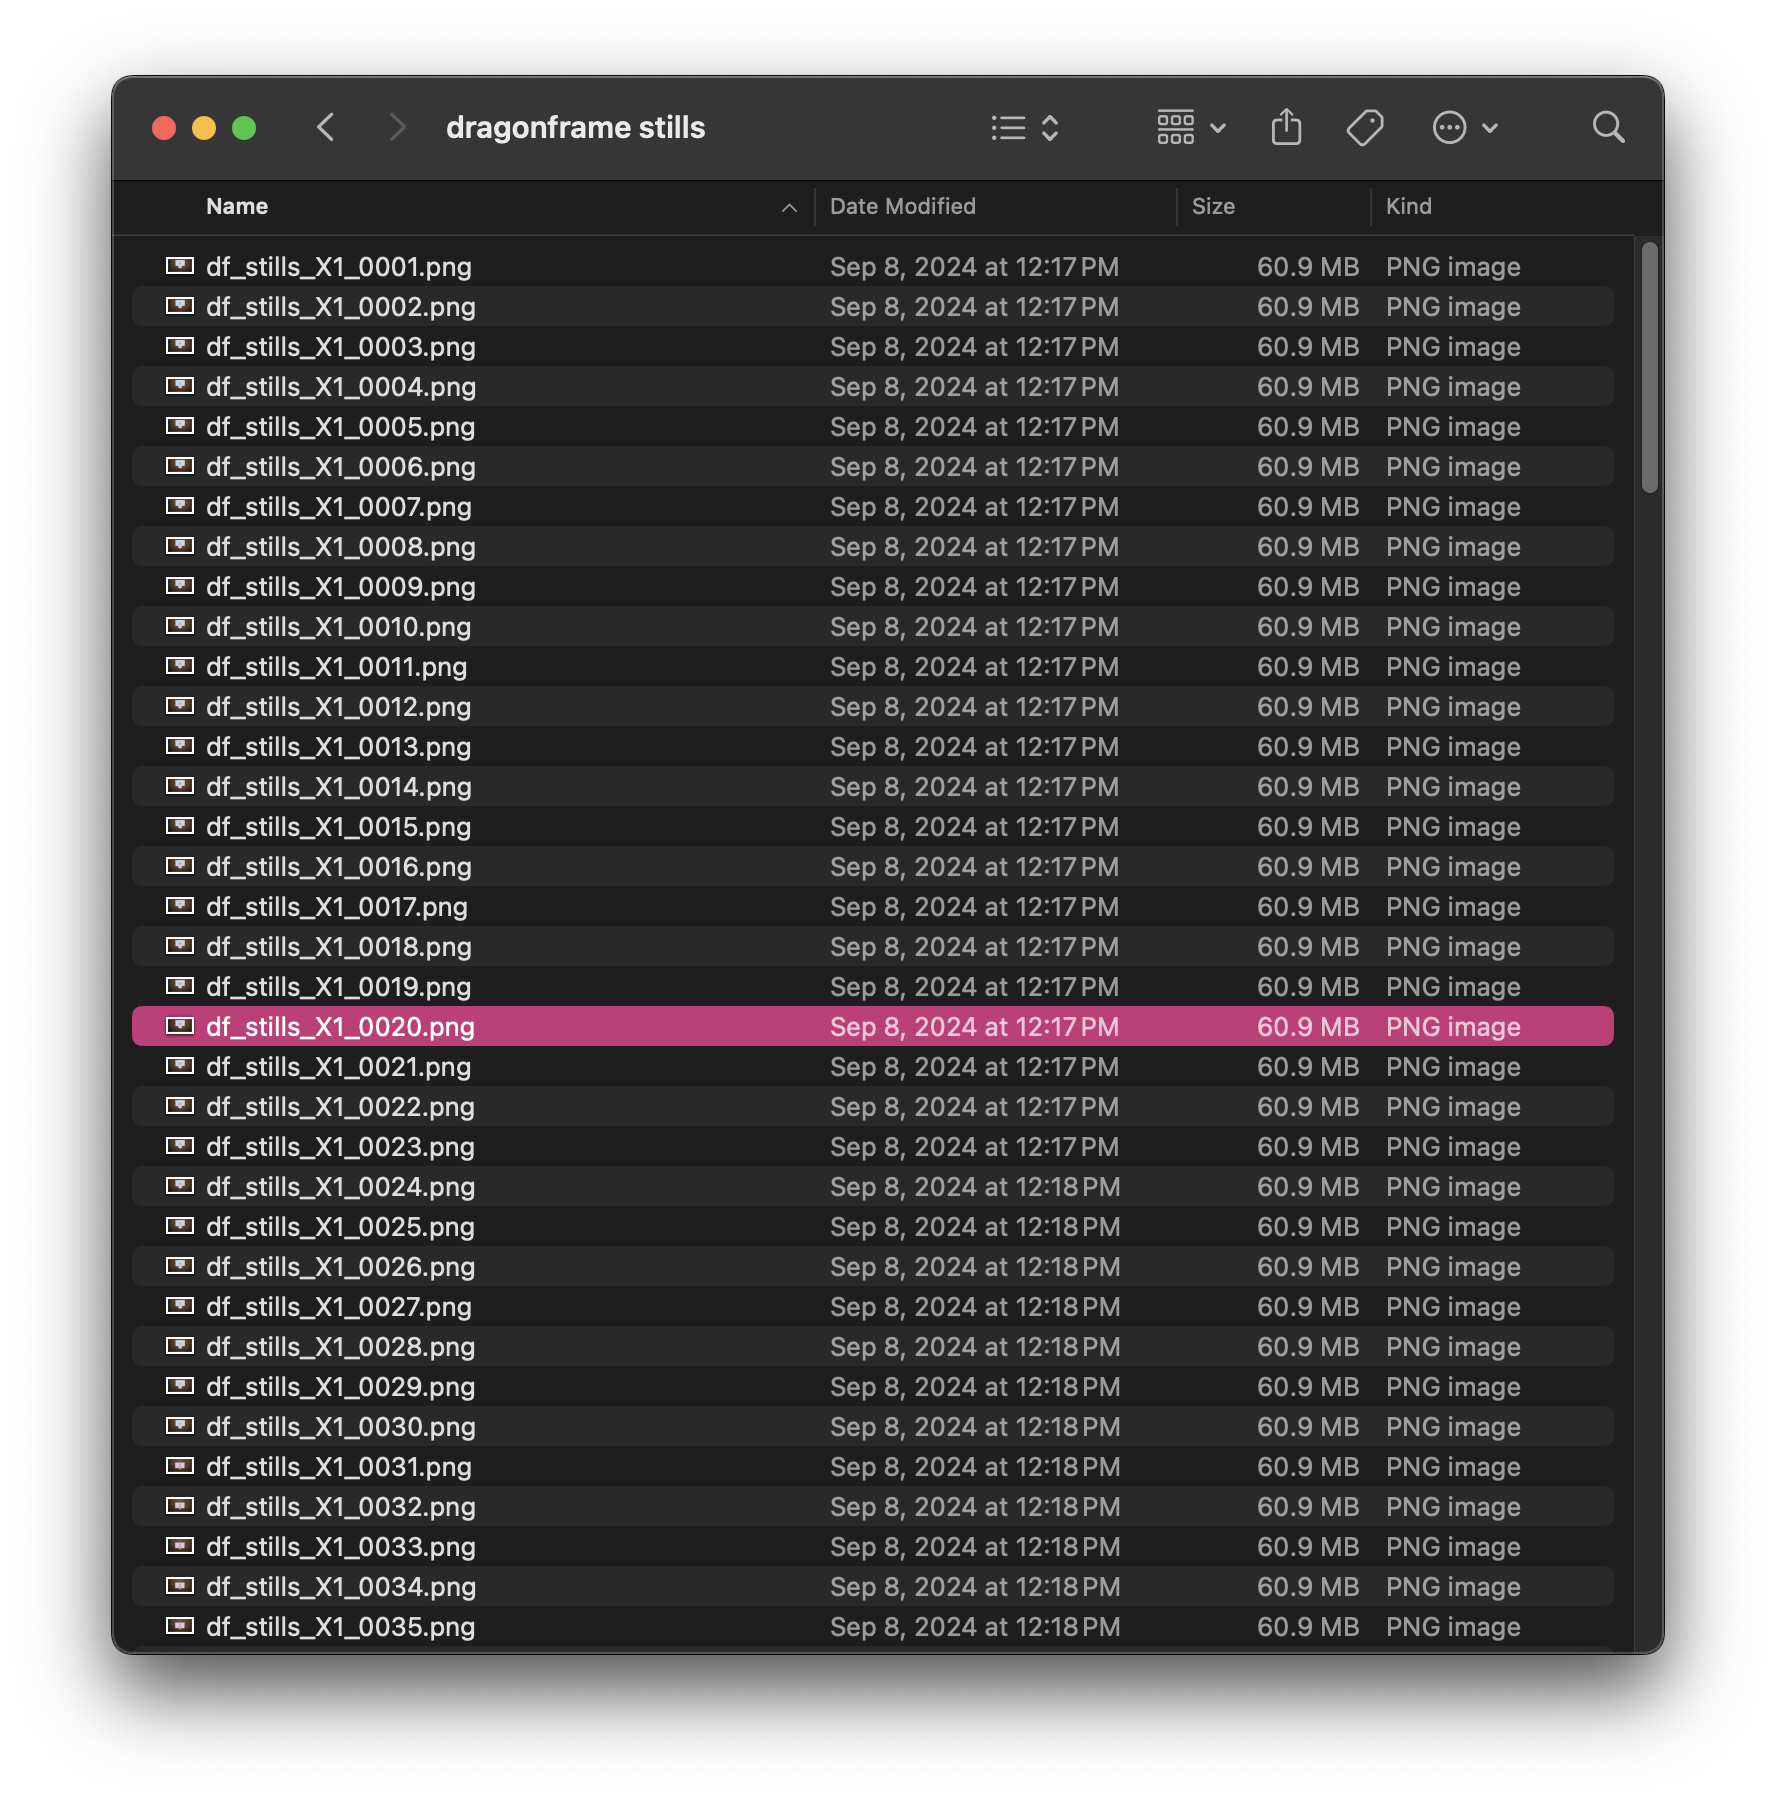 dragonframe stills
Name Date Modified Size Kind
df_stills_X1_0001.png Sep 8, 2024 at 12:17 PM 60.9 MB PNG image
df_stills_X1_0002.png Sep 8, 2024 at 12:17 PM 60.9 MB PNG image
df_stills_X1_0003.png Sep 8, 2024 at 12:17 PM 60.9 MB PNG image
df_stills_X1_0004.png Sep 8, 2024 at 12:17 PM 60.9 MB PNG image
df_stills_X1_0005.png Sep 8, 2024 at 12:17 PM 60.9 MB PNG image
df_stills_X1_0006.png Sep 8, 2024 at 12:17 PM 60.9 MB PNG image
df_stills_X1_0007.png Sep 8, 2024 at 12:17 PM 60.9 MB PNG image
df_stills_X1_0008.png Sep 8, 2024 at 12:17 PM 60.9 MB PNG image
df_stills_X1_0009.png Sep 8, 2024 at 12:17 PM 60.9 MB PNG image
df_stills_X1_0010.png Sep 8, 2024 at 12:17 PM 60.9 MB PNG image
df_stills_X1_0011.png Sep 8, 2024 at 12:17 PM 60.9 MB PNG image
df_stills_X1_0012.png Sep 8, 2024 at 12:17 PM 60.9 MB PNG image
df_stills_X1_0013.png Sep 8, 2024 at 12:17 PM 60.9 MB PNG image
df_stills_X1_0014.png Sep 8, 2024 at 12:17 PM 60.9 MB PNG image
df_stills_X1_0015.png Sep 8, 2024 at 12:17 PM 60.9 MB PNG image
df_stills_X1_0016.png Sep 8, 2024 at 12:17 PM 60.9 MB PNG image
df_stills_X1_0017.png Sep 8, 2024 at 12:17 PM 60.9 MB PNG image
df_stills_X1_0018.png Sep 8, 2024 at 12:17 PM 60.9 MB PNG image
df_stills_X1_0019.png Sep 8, 2024 at 12:17 PM 60.9 MB PNG image
df_stills_X1_0020.png Sep 8, 2024 at 12:17 PM 60.9 MB PNG image
df_stills_X1_0021.png Sep 8, 2024 at 12:17 PM 60.9 MB PNG image
df_stills_X1_0022.png Sep 8, 2024 at 12:17 PM 60.9 MB PNG image
df_stills_X1_0023.png Sep 8, 2024 at 12:17 PM 60.9 MB PNG image
df_stills_X1_0024.png Sep 8, 2024 at 12:18 PM 60.9 MB PNG image
df_stills_X1_0025.png Sep 8, 2024 at 12:18 PM 60.9 MB PNG image
df_stills_X1_0026.png Sep 8, 2024 at 12:18 PM 60.9 MB PNG image
df_stills_X1_0027.png Sep 8, 2024 at 12:18 PM 60.9 MB PNG image
df_stills_X1_0028.png Sep 8, 2024 at 12:18 PM 60.9 MB PNG image
df_stills_X1_0029.png Sep 8, 2024 at 12:18 PM 60.9 MB PNG image
df_stills_X1_0030.png Sep 8, 2024 at 12:18 PM 60.9 MB PNG image
df_stills_X1_0031.png Sep 8, 2024 at 12:18 PM 60.9 MB PNG image
df_stills_X1_0032.png Sep 8, 2024 at 12:18 PM 60.9 MB PNG image
df_stills_X1_0033.png Sep 8, 2024 at 12:18 PM 60.9 MB PNG image
df_stills_X1_0034.png Sep 8, 2024 at 12:18 PM 60.9 MB PNG image
df_stills_X1_0035.png Sep 8, 2024 at 12:18 PM 60.9 MB PNG image